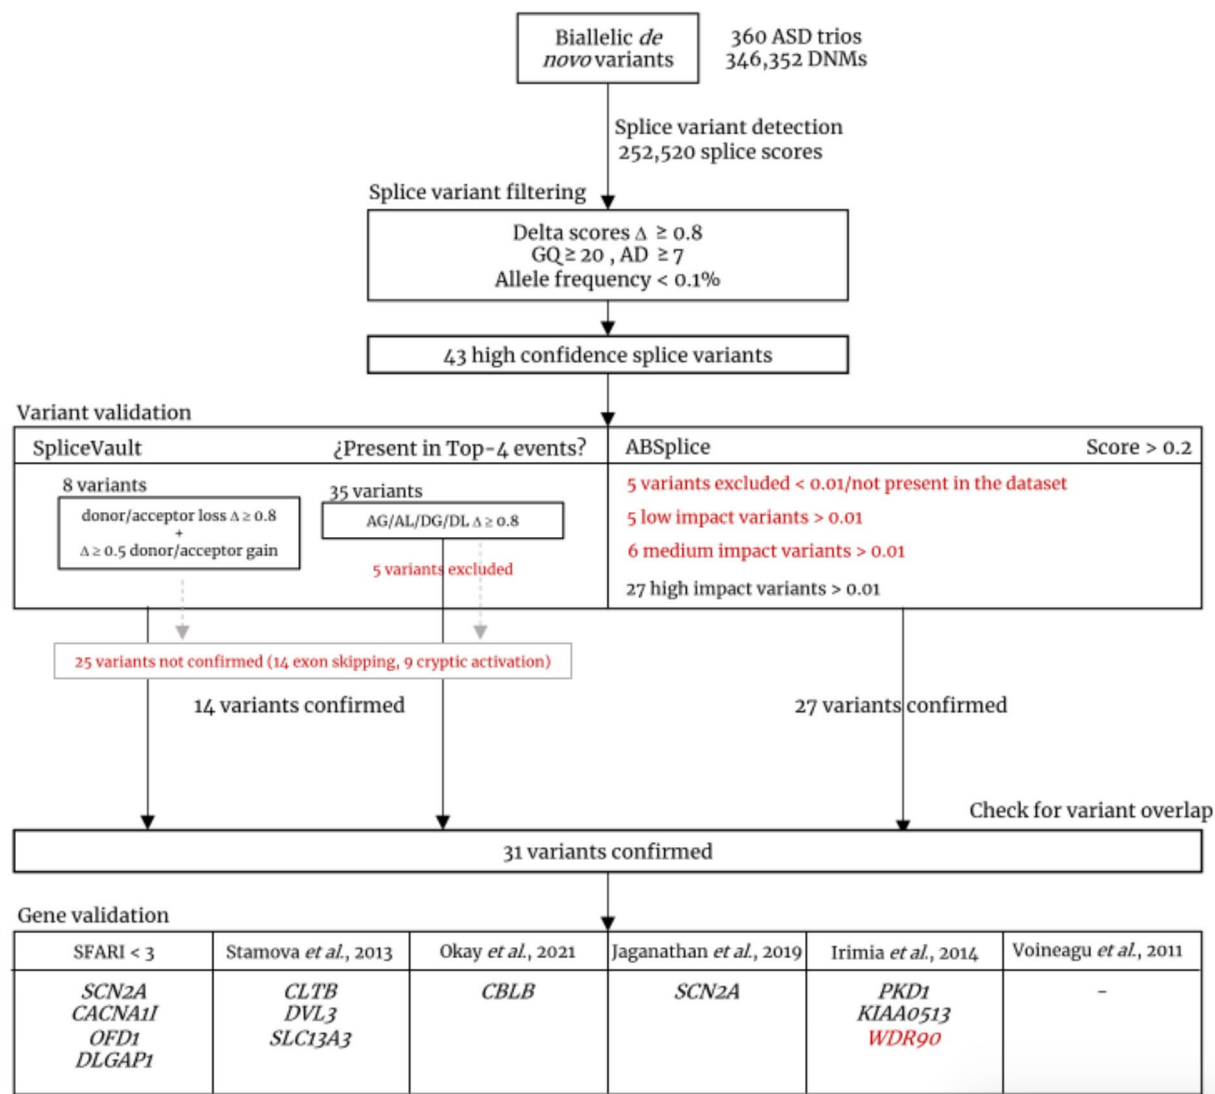 Biallelic de
novo variants
360 ASD trios
346,352 DNMs
Splice variant detection
252,520 splice scores
Splice variant filtering
Delta scores Δ ≥ 0.8
GQ ≥ 20 , AD ≥ 7
Allele frequency < 0.1%
43 high confidence splice variants
Variant validation
SpliceVault
¿Present in Top-4 events?
8 variants
donor/acceptor loss Δ ≥ 0.8
+
Δ ≥ 0.5 donor/acceptor gain
35 variants
AG/AL/DG/DL Δ ≥ 0.8
5 variants excluded
ABSplice
Score > 0.2
5 variants excluded < 0.01/not present in the dataset
5 low impact variants > 0.01
6 medium impact variants > 0.01
27 high impact variants > 0.01
25 variants not confirmed (14 exon skipping, 9 cryptic activation)
14 variants confirmed
27 variants confirmed
Check for variant overlap
31 variants confirmed
Gene validation
SFARI < 3
SCN2A
CACNA1I
OFD1
DLGAP1
Stamova et al., 2013
CLTB
DVL3
SLC13A3
Okay et al., 2021
CBLB
Jaganathan et al., 2019
SCN2A
Irimia et al., 2014
PKD1
KIAA0513
WDR90
Voineagu et al., 2011
-